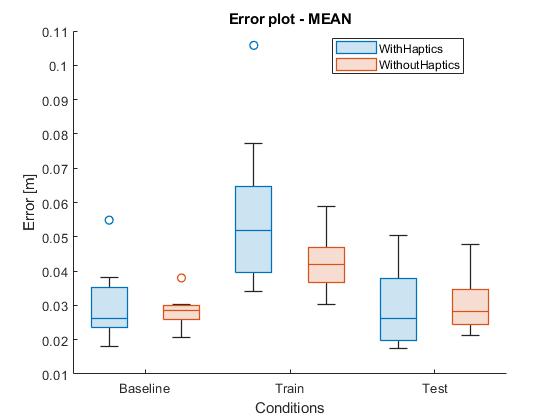 Error plot - MEAN
WithHaptics
WithoutHaptics
0.11
0.1
0.09
0.08
0.07
0.06
0.05
0.04
0.03
0.02
0.01
Error [m]
Baseline Train Test
Conditions